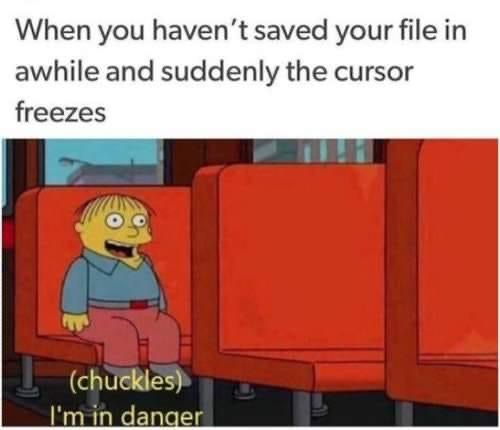 When you haven't saved your file in
awhile and suddenly the cursor
freezes
(chuckles)
I'm in danger